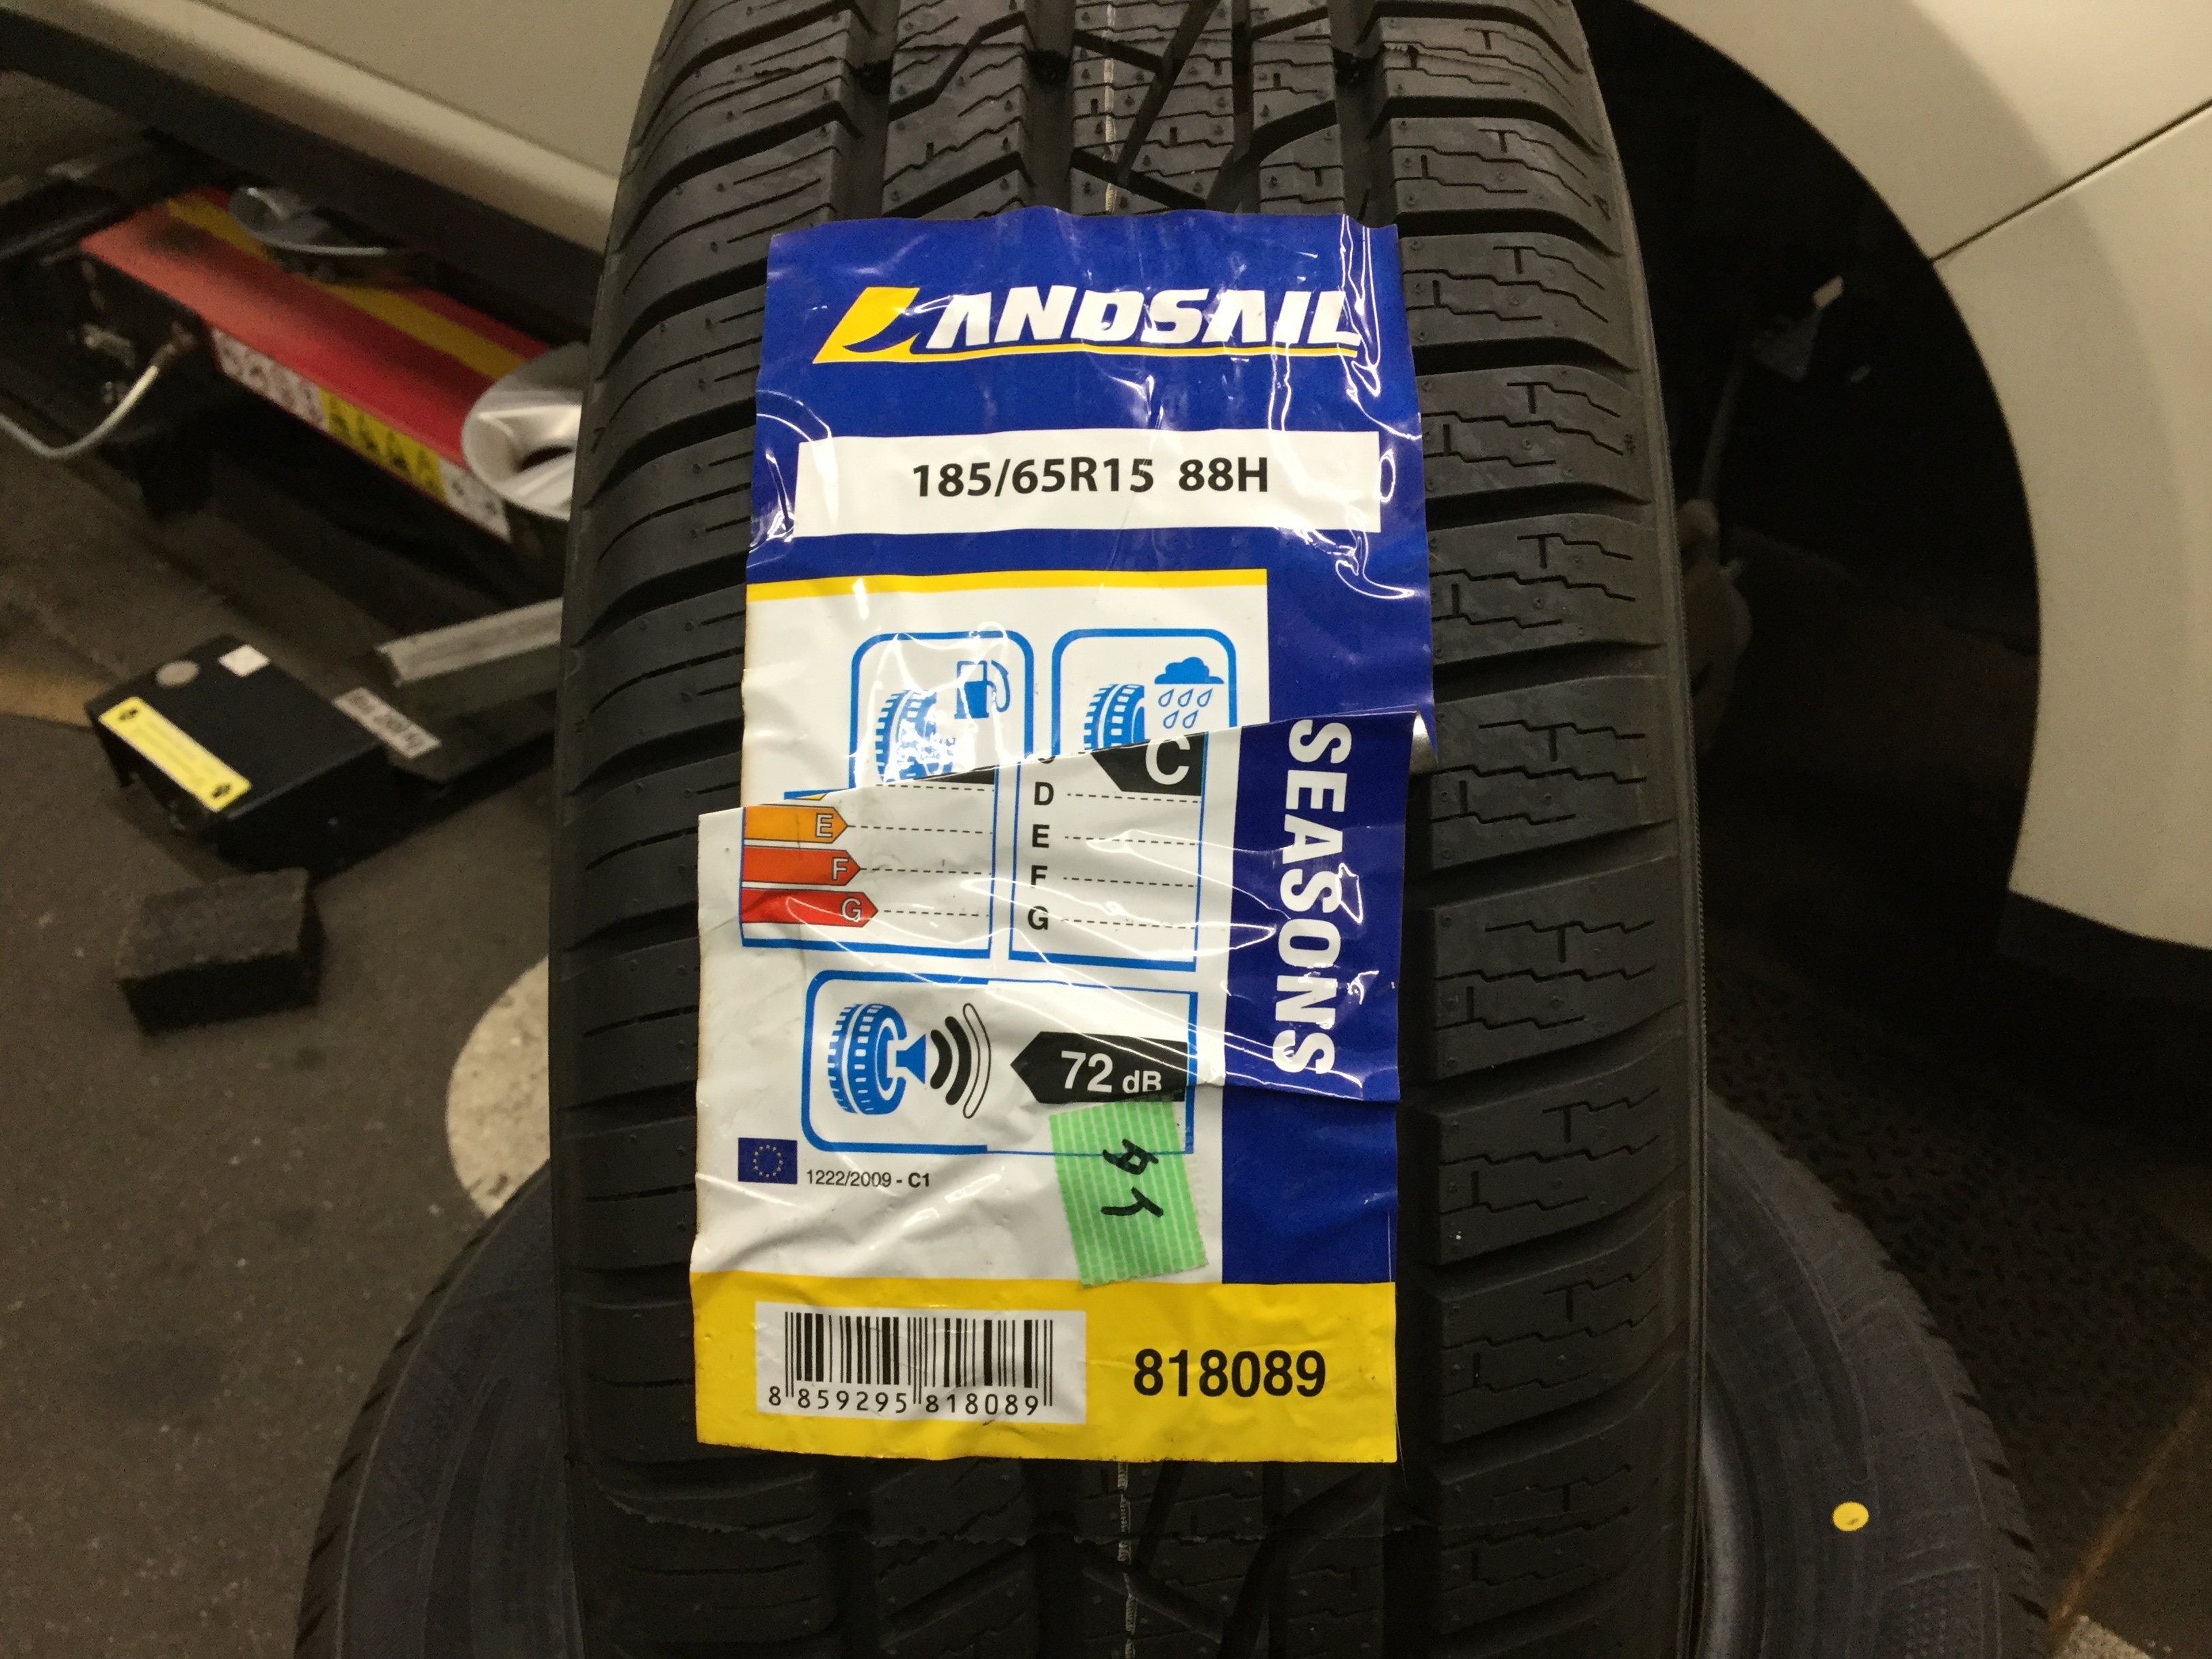 LANDSAIL
185/65R15 88H
SEASONS
C
D
E
F
G
E
F
G
72 dB
1222/2009 - C1
8 859295 818089
818089